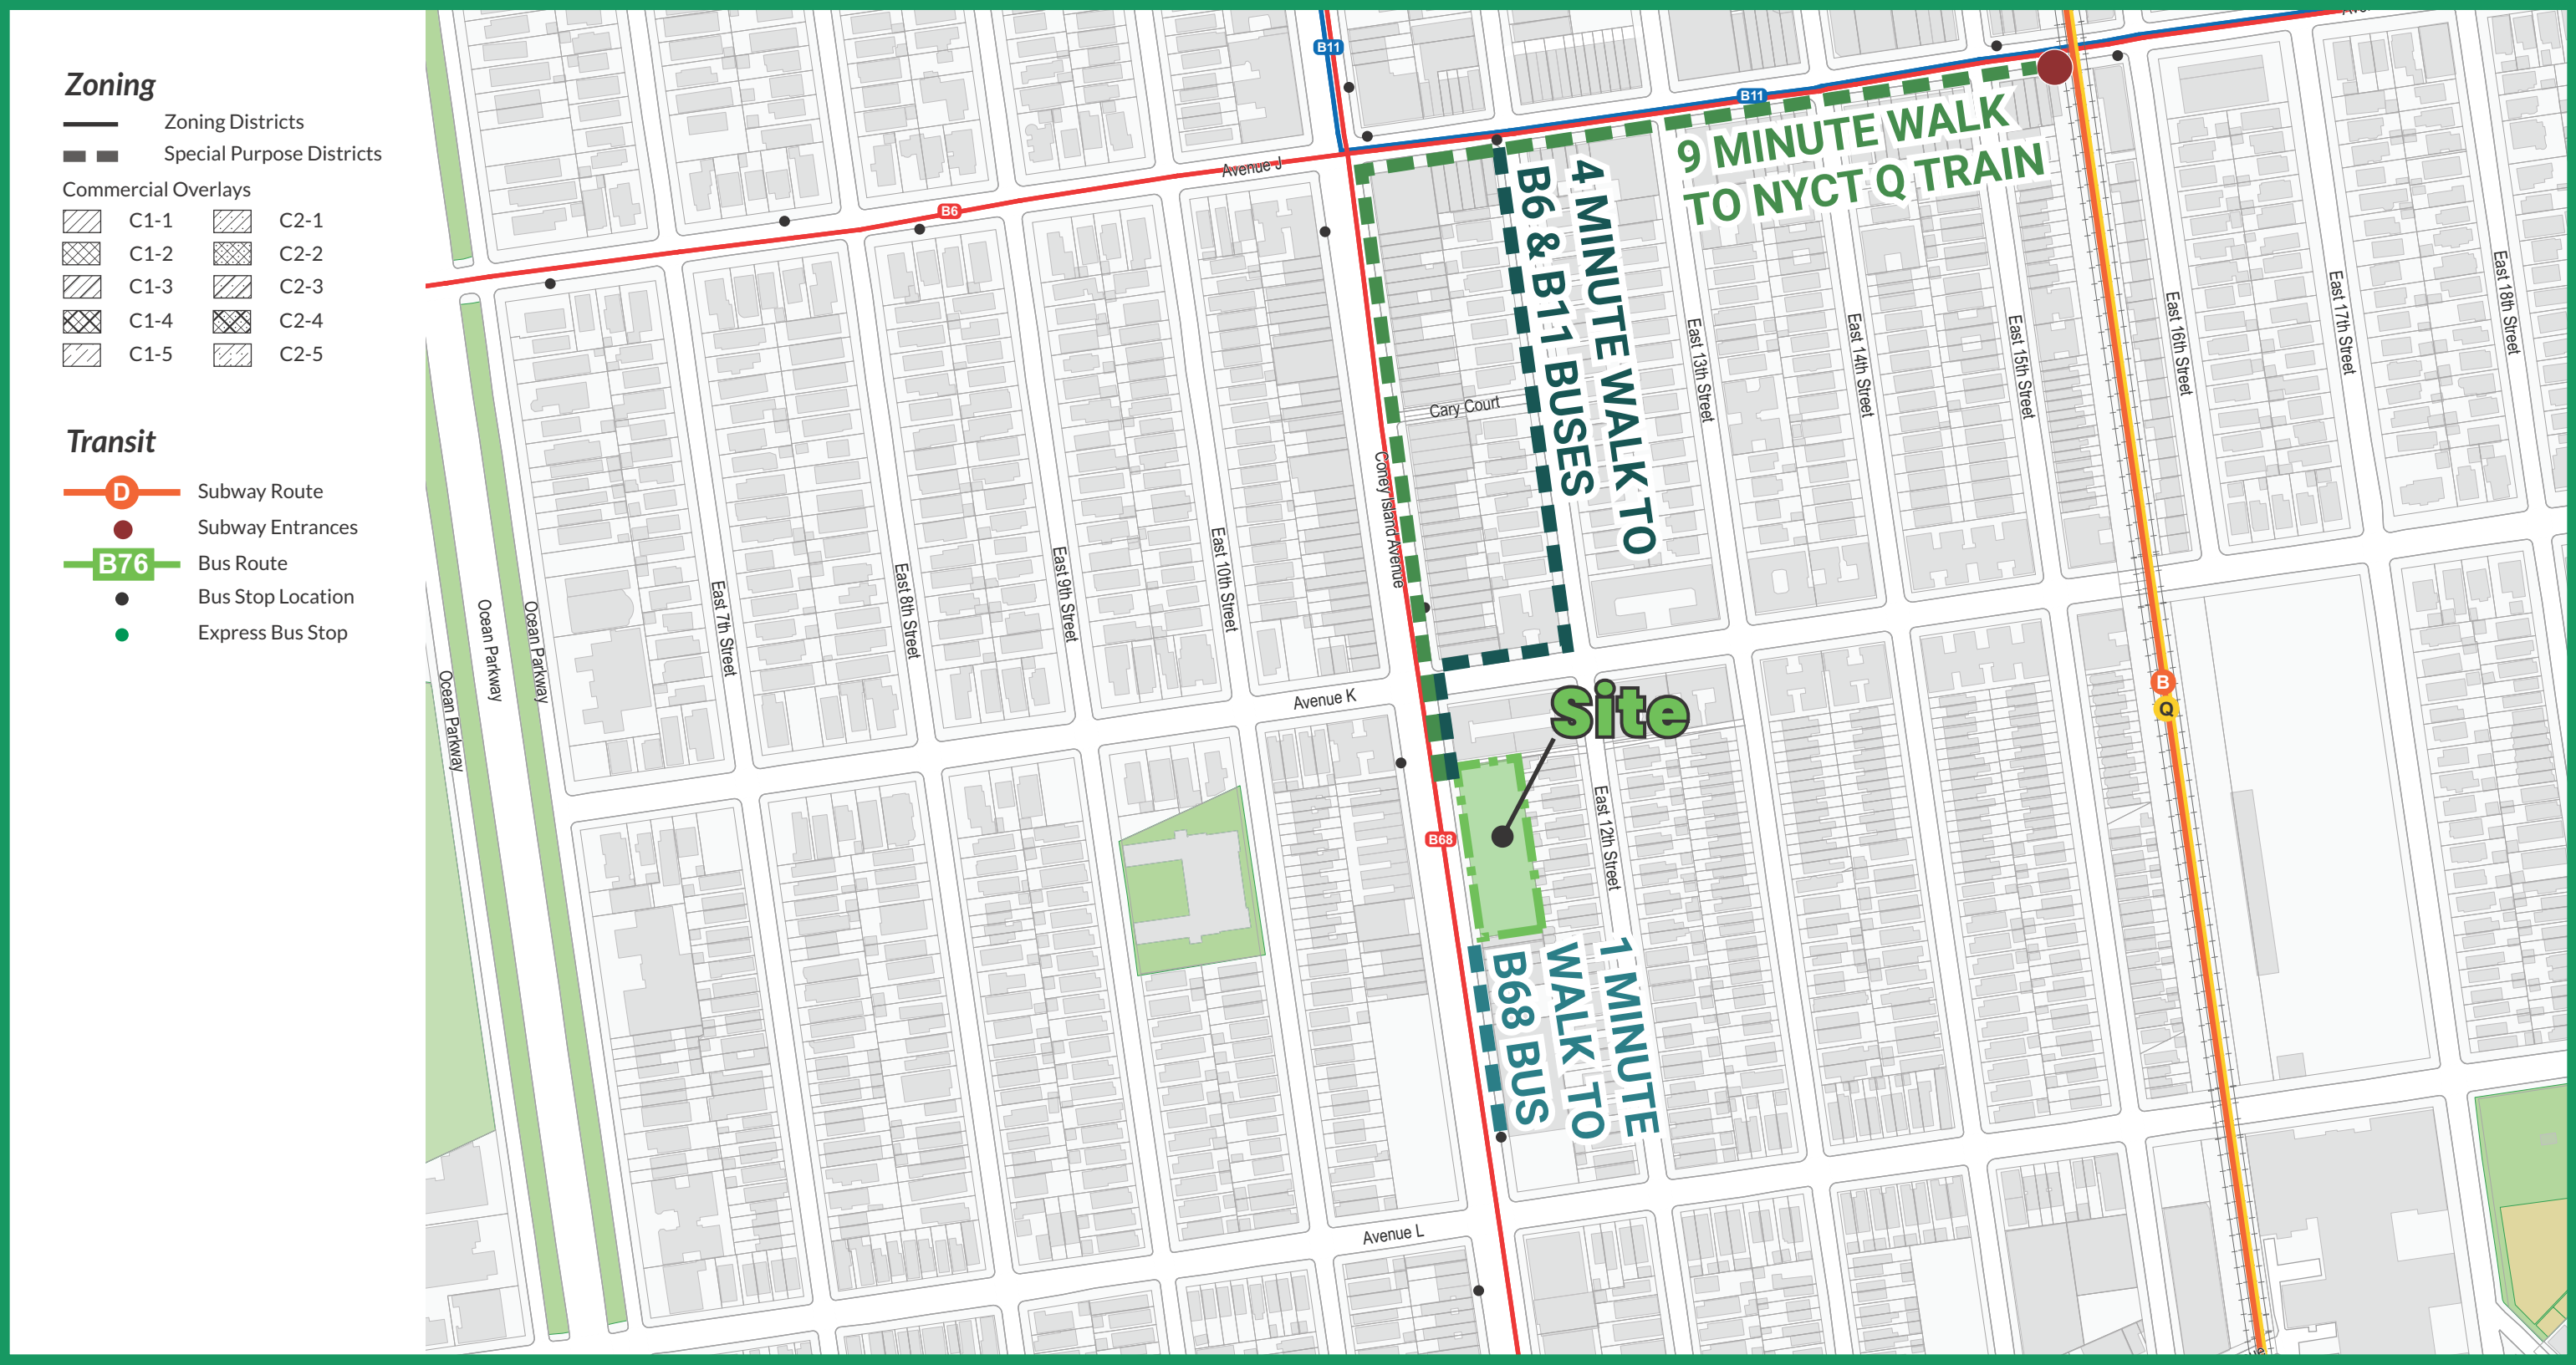 Zoning
Zoning Districts
Special Purpose Districts
Commercial Overlays
C1-1 C2-1
C1-2 C2-2
C1-3 C2-3
C1-4 C2-4
C1-5 C2-5
Transit
D Subway Route
Subway Entrances
B76 Bus Route
Bus Stop Location
Express Bus Stop
B11
B11
Avenue J
B6
9 MINUTE WALK
TO NYCT Q TRAIN
4 MINUTE WALK TO
B6 & B11 BUSES
East 13th Street
East 14th Street
East 15th Street
East 16th Street
East 17th Street
East 18th Street
Cary Court
Coney Island Avenue
Ocean Parkway
Ocean Parkway
Ocean Parkway
East 7th Street
East 8th Street
East 9th Street
East 10th Street
Avenue K
Site
B
Q
East 12th Street
B68
1 MINUTE
WALK TO
B68 BUS
Avenue L